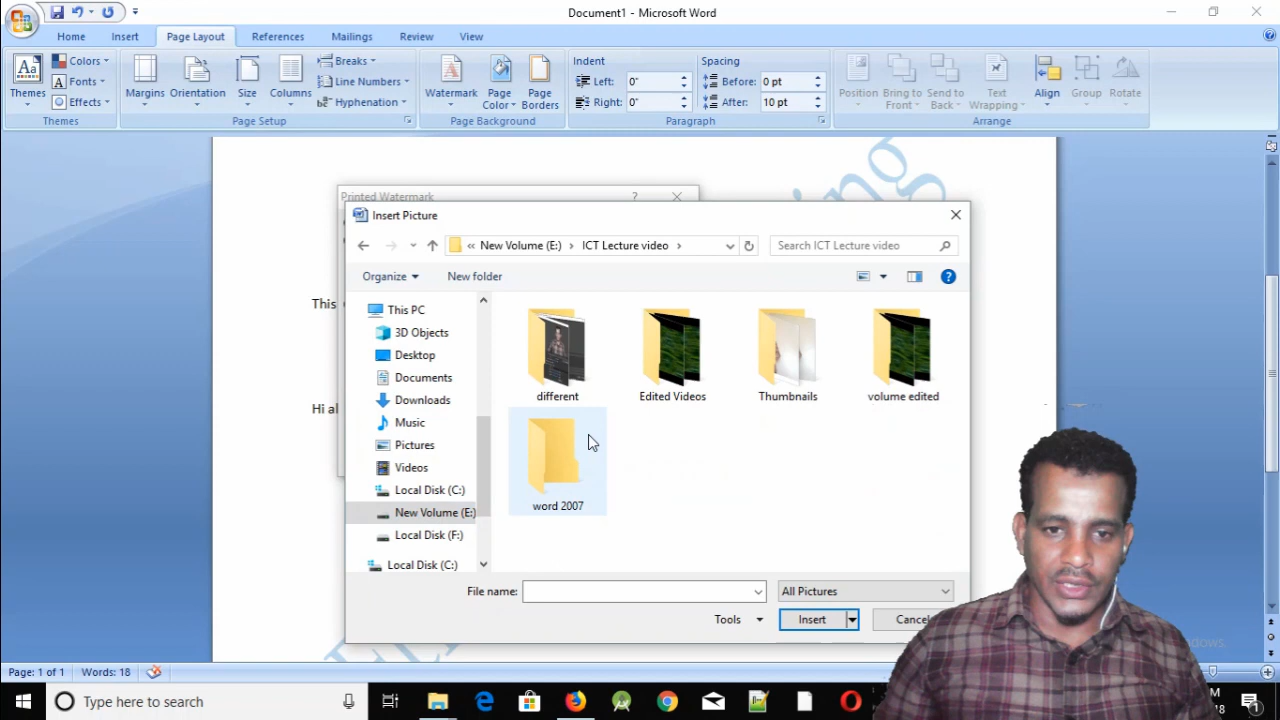 Document1 - Microsoft Word
Home Insert Page Layout References Mailings Review View
Themes
Colors
Fonts
Effects
Themes
Margins
Orientation
Size
Columns
Breaks
Line Numbers
Hyphenation
Page Setup
Watermark
Page Color
Page Borders
Page Background
Indent
Left: 0"
Right: 0"
Spacing
Before: 0 pt
After: 10 pt
Paragraph
Position
Bring to Front
Send to Back
Text Wrapping
Align
Group
Rotate
Arrange
Printed Watermark ?
Insert Picture
« New Volume (E:) › ICT Lecture video ›
Search ICT Lecture video
Organize New folder
This PC
3D Objects
Desktop
Documents
Downloads
Music
Pictures
Videos
Local Disk (C:)
New Volume (E:)
Local Disk (F:)
Local Disk (C:)
different
Edited Videos
Thumbnails
volume edited
word 2007
File name:
All Pictures
Tools
Insert
Cancel
This
Hi al
Page: 1 of 1 Words: 18
Type here to search